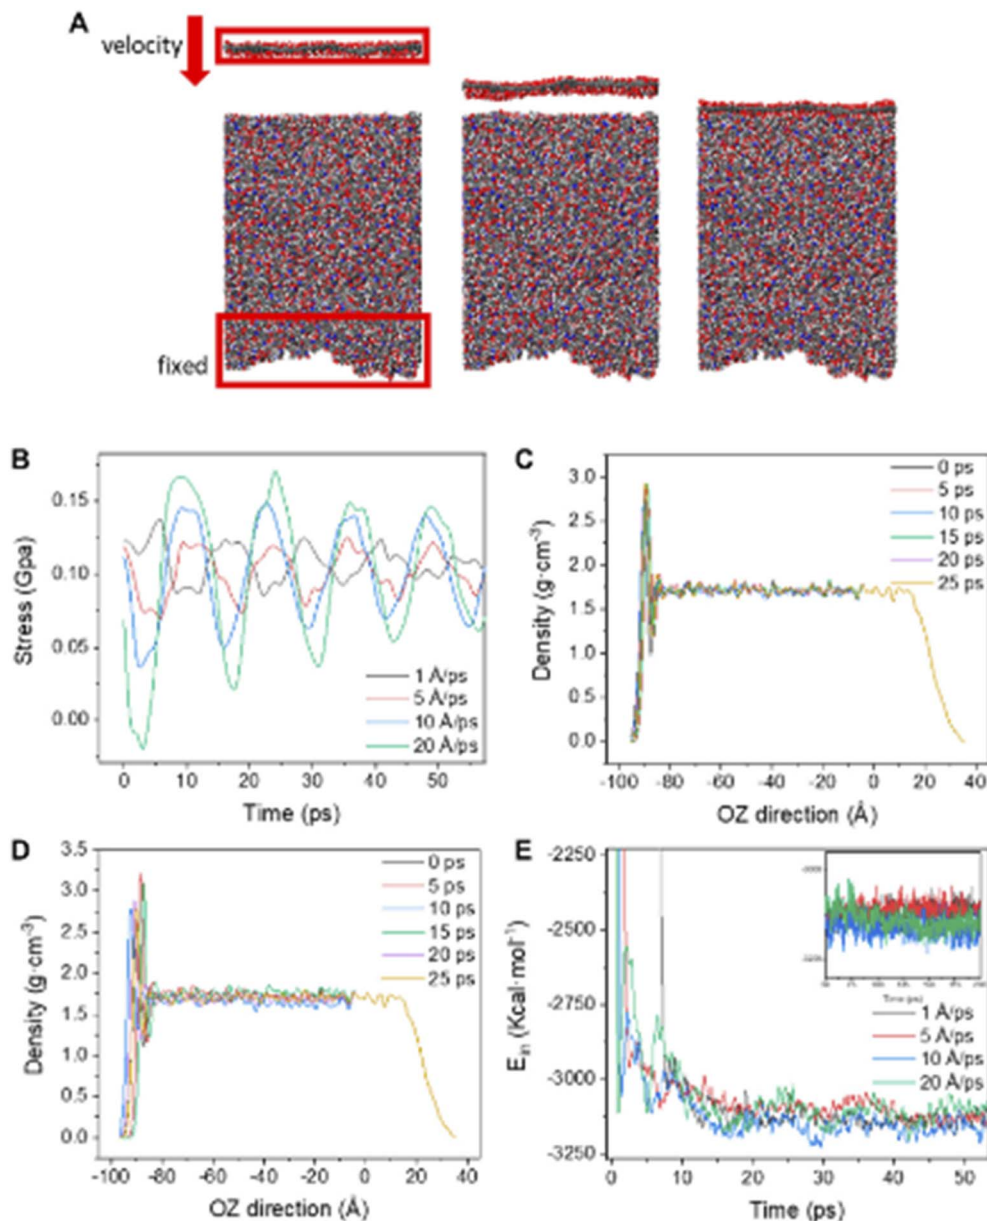 A
velocity
fixed
B
Stress (Gpa)
0.15
0.10
0.05
0.00
1 Å/ps
5 Å/ps
10 Å/ps
20 Å/ps
0 10 20 30 40 50
Time (ps)
C
Density (g·cm⁻³)
3.0
2.5
2.0
1.5
1.0
0.5
0.0
0 ps
5 ps
10 ps
15 ps
20 ps
25 ps
-100 -80 -60 -40 -20 0 20 40
OZ direction (Å)
D
Density (g·cm⁻³)
3.5
3.0
2.5
2.0
1.5
1.0
0.5
0.0
0 ps
5 ps
10 ps
15 ps
20 ps
25 ps
-100 -80 -60 -40 -20 0 20 40
OZ direction (Å)
E
E_in (Kcal·mol⁻¹)
-2250
-2500
-2750
-3000
-3250
Time (ps)
1 Å/ps
5 Å/ps
10 Å/ps
20 Å/ps
0 10 20 30 40 50
Time (ps)